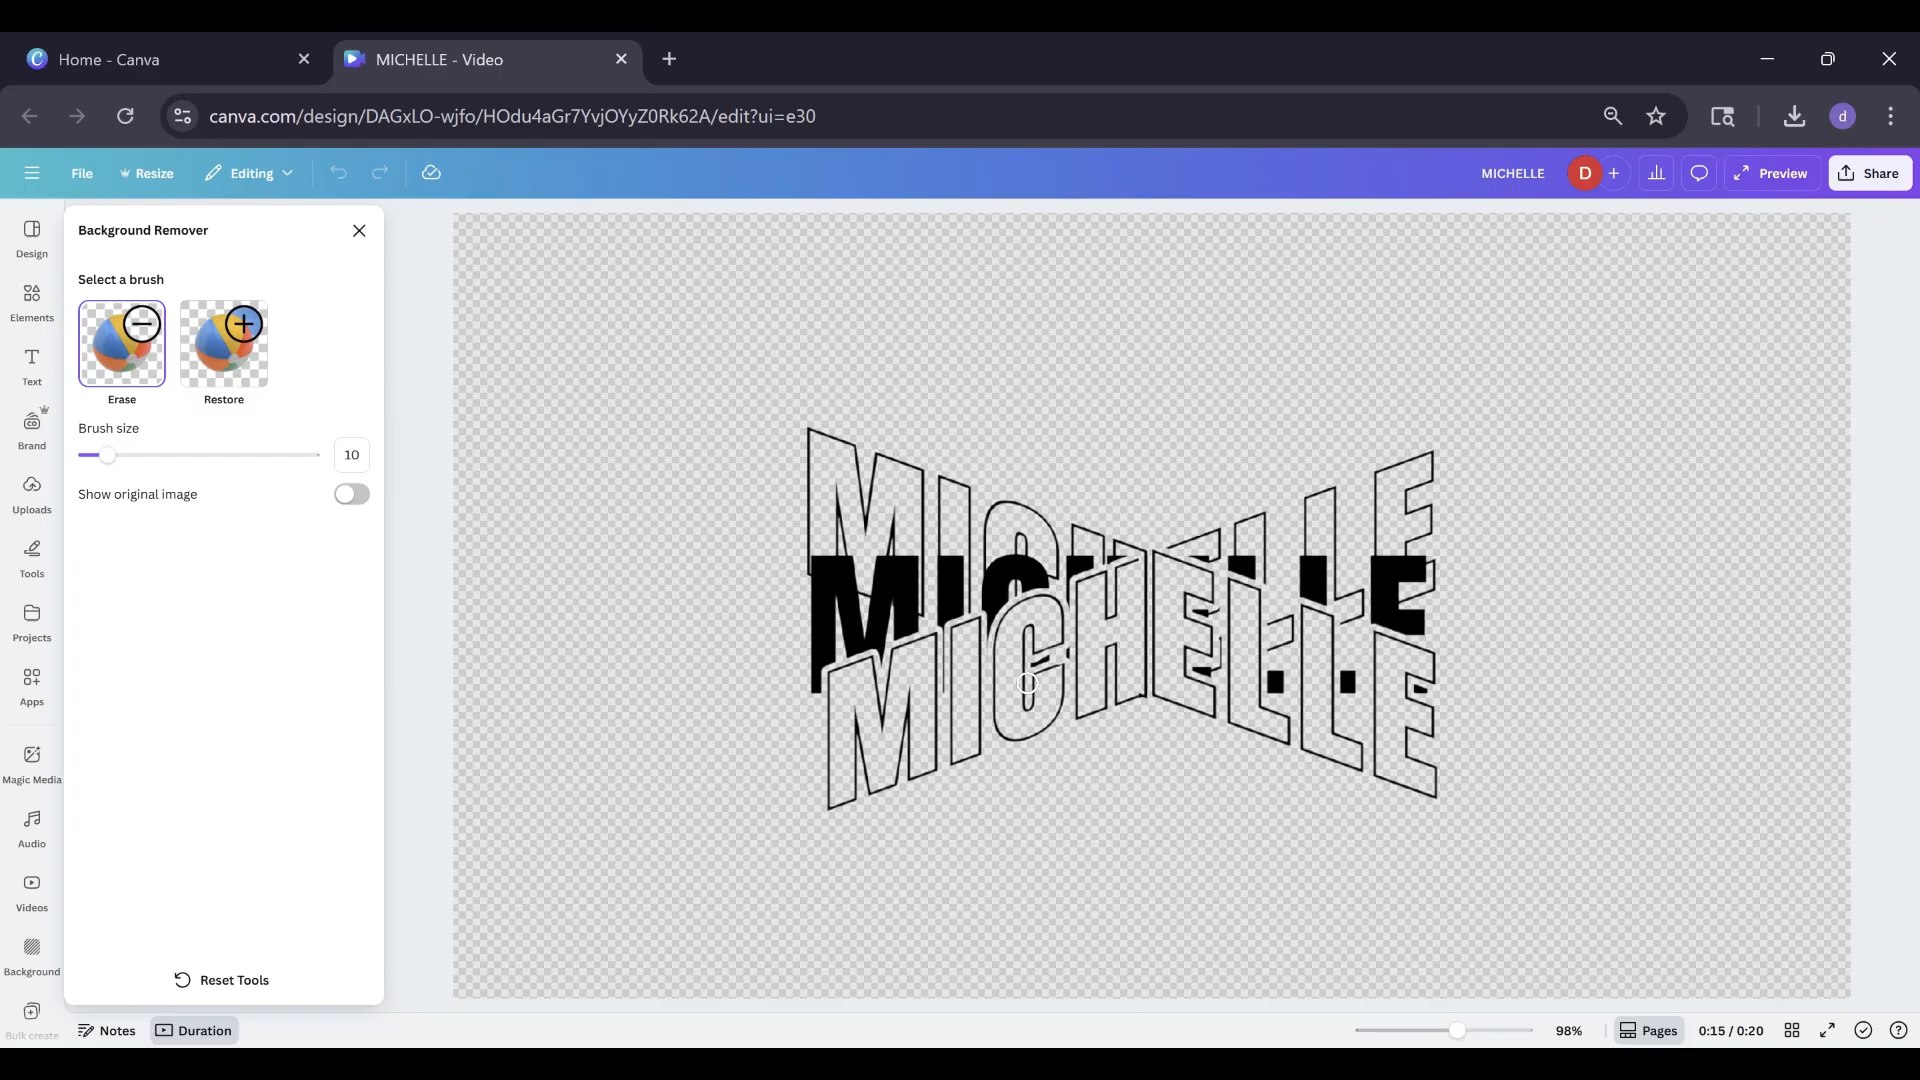 Home - Canva
MICHELLE - Video
canva.com/design/DAGxLO-wjfo/HOdu4aGr7YvjOYyZ0Rk62A/edit?ui=e30
d
File
Resize
Editing
MICHELLE
D
Preview
Share
Design
Elements
Text
Brand
Uploads
Tools
Projects
Apps
Magic Media
Audio
Videos
Background
Bulk create
Background Remover
Select a brush
Erase
Restore
Brush size
10
Show original image
Reset Tools
MICHELLE
MICHELLE
MICHELLE
Notes
Duration
98%
Pages
0:15 / 0:20